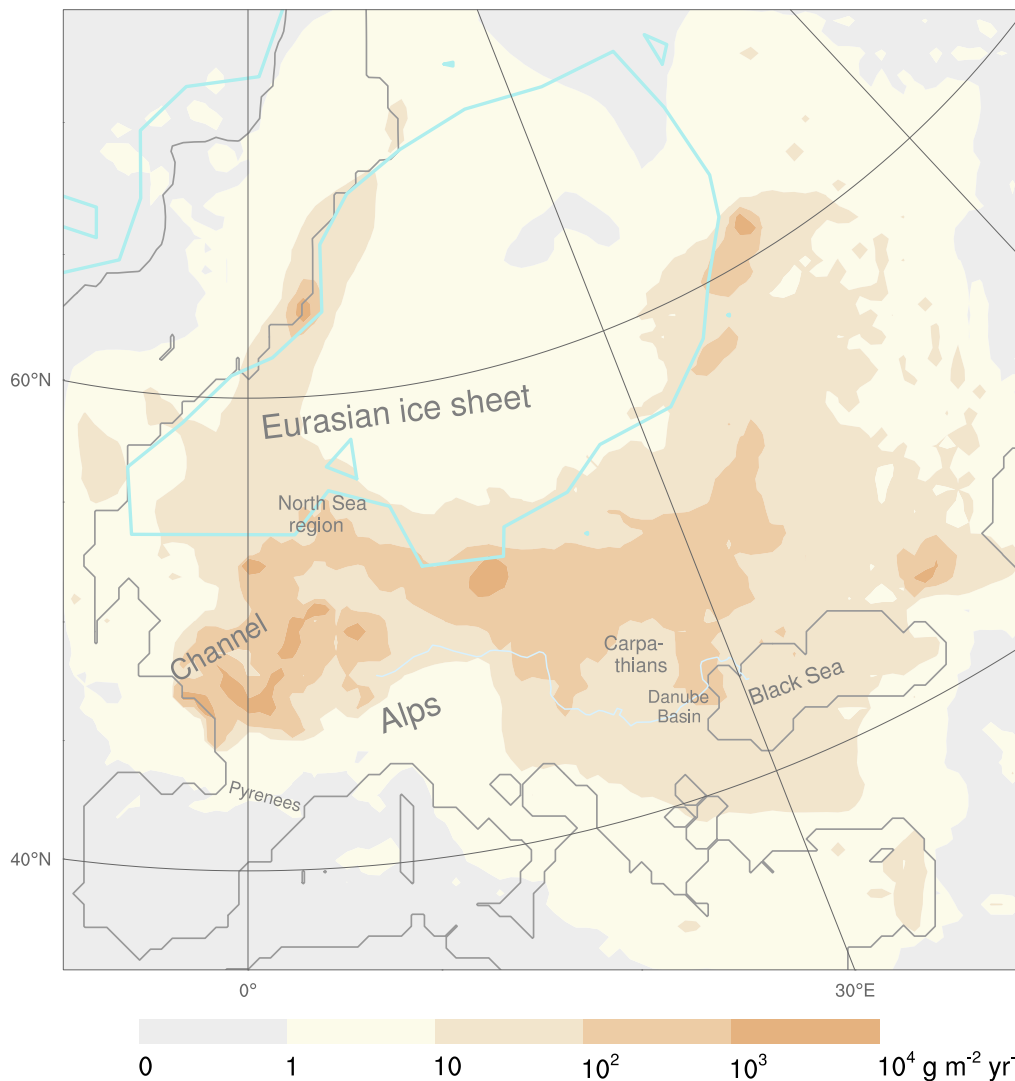 60°N
Eurasian ice sheet
North Sea
region
Channel
Carpa-
thians
Danube
Basin
Black Sea
Alps
Pyrenees
40°N
0°
30°E
0 1 10 10² 10³ 10⁴ g m⁻² yr⁻